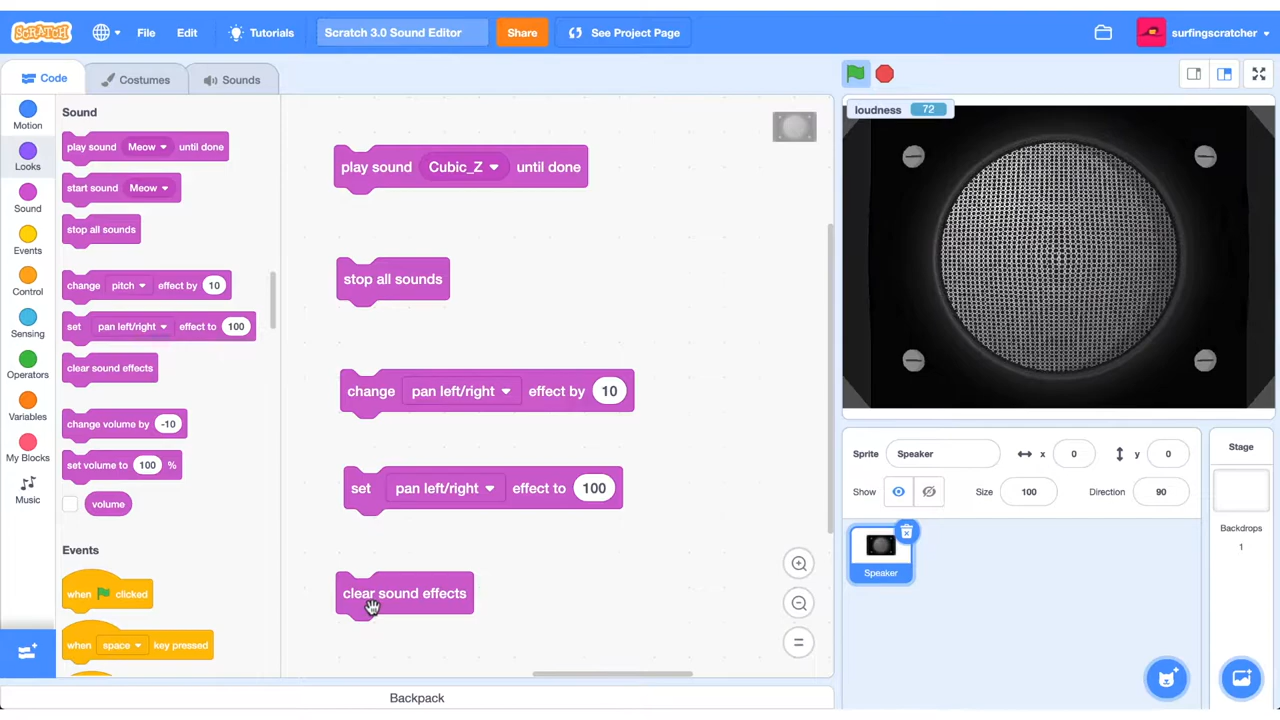 SCRATCH File Edit Tutorials Scratch 3.0 Sound Editor Share See Project Page surfingscratcher
Code Costumes Sounds
Motion
Looks
Sound
Events
Control
Sensing
Operators
Variables
My Blocks
Music
Sound
play sound Meow until done
start sound Meow
stop all sounds
change pitch effect by 10
set pan left/right effect to 100
clear sound effects
change volume by -10
set volume to 100 %
volume
Events
when clicked
when space key pressed
play sound Cubic_Z until done
stop all sounds
change pan left/right effect by 10
set pan left/right effect to 100
clear sound effects
Backpack
loudness 72
Sprite Speaker x 0 y 0
Show Size 100 Direction 90
Speaker
Stage
Backdrops
1